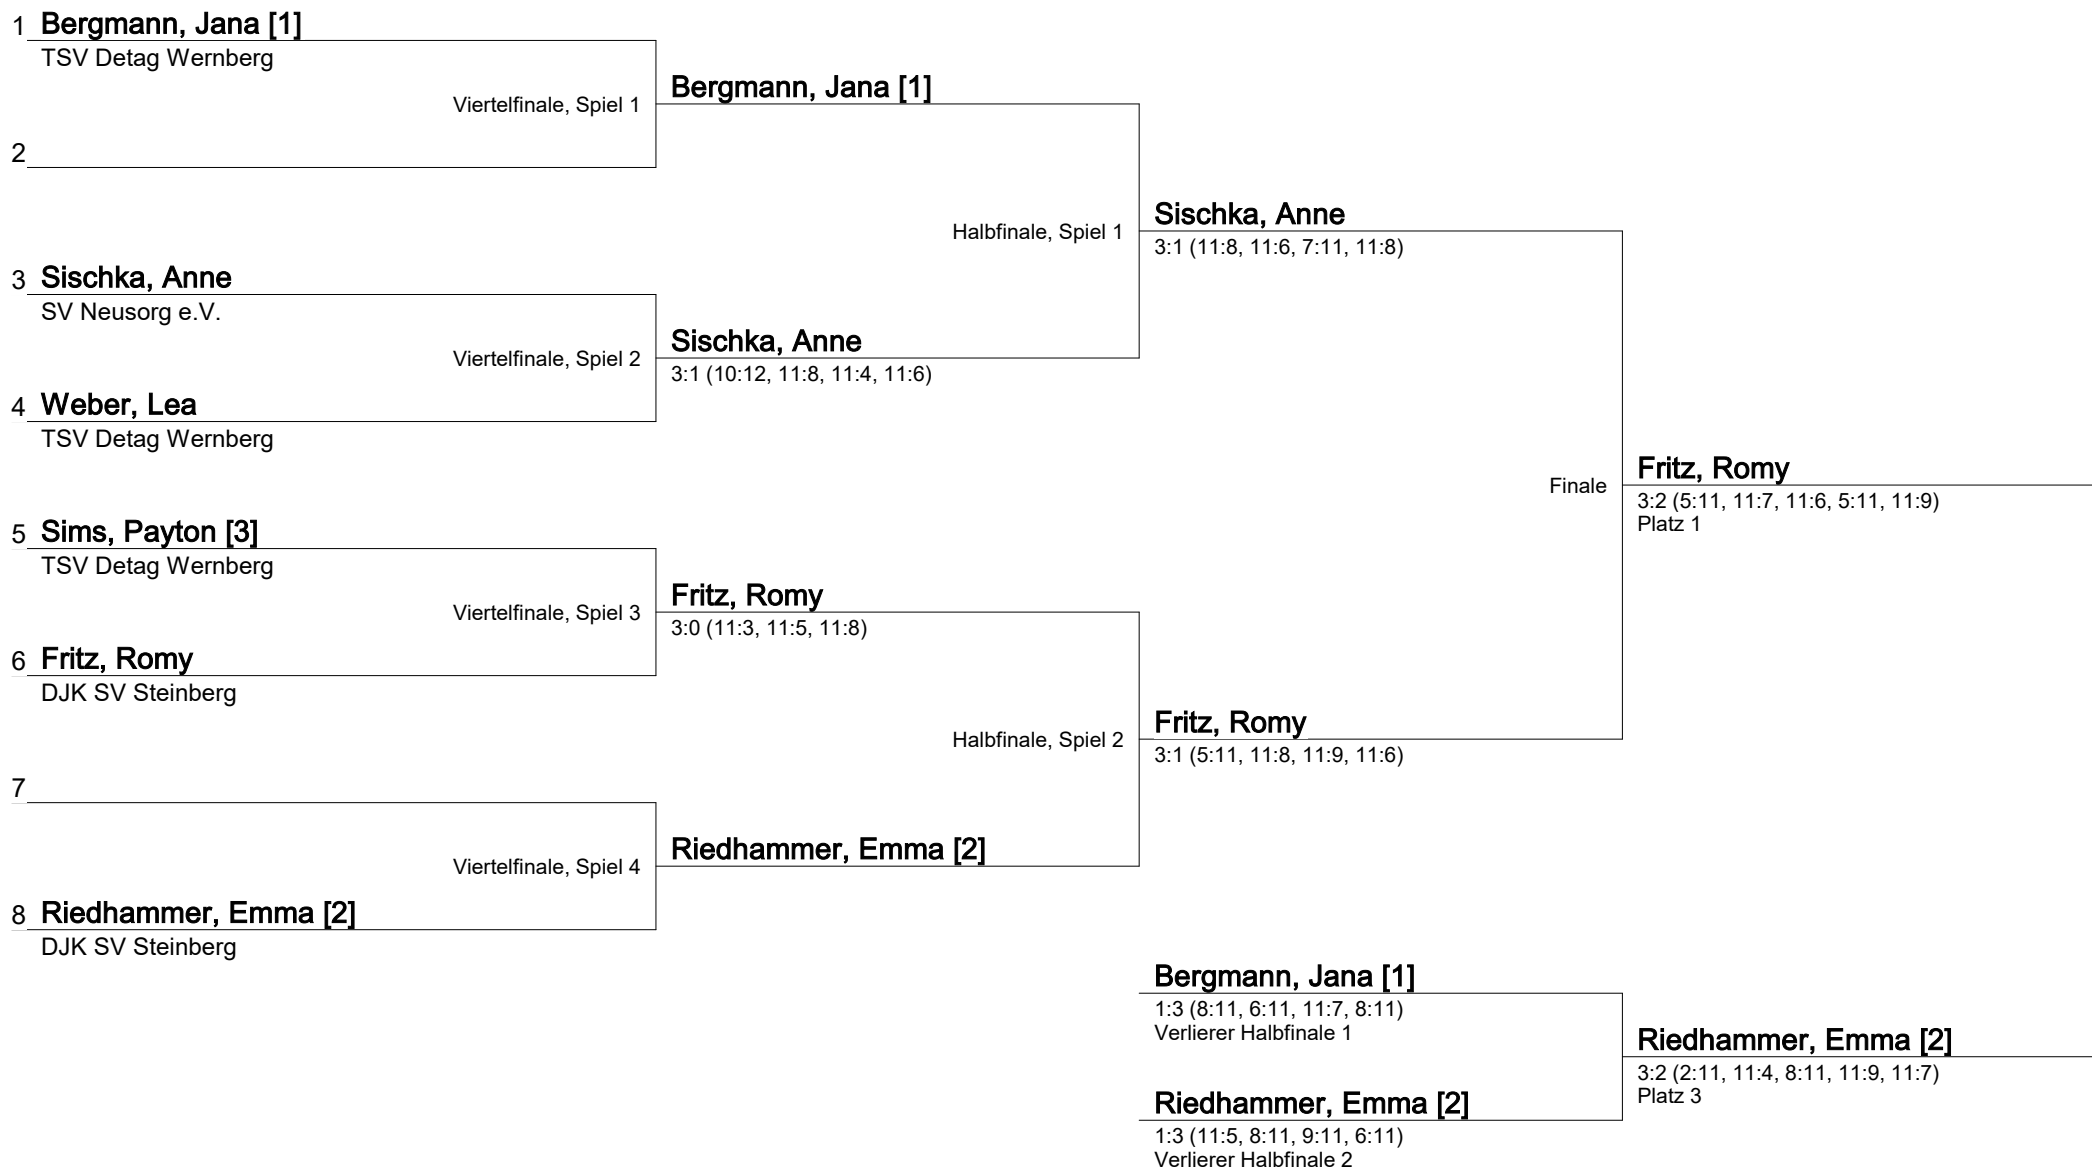 1 Bergmann, Jana [1]
TSV Detag Wernberg
Viertelfinale, Spiel 1
Bergmann, Jana [1]
2
Halbfinale, Spiel 1
Sischka, Anne
3:1 (11:8, 11:6, 7:11, 11:8)
3 Sischka, Anne
SV Neusorg e.V.
Viertelfinale, Spiel 2
Sischka, Anne
3:1 (10:12, 11:8, 11:4, 11:6)
4 Weber, Lea
TSV Detag Wernberg
Finale
Fritz, Romy
3:2 (5:11, 11:7, 11:6, 5:11, 11:9)
Platz 1
5 Sims, Payton [3]
TSV Detag Wernberg
Viertelfinale, Spiel 3
Fritz, Romy
3:0 (11:3, 11:5, 11:8)
6 Fritz, Romy
DJK SV Steinberg
Halbfinale, Spiel 2
Fritz, Romy
3:1 (5:11, 11:8, 11:9, 11:6)
7
Viertelfinale, Spiel 4
Riedhammer, Emma [2]
8 Riedhammer, Emma [2]
DJK SV Steinberg
Bergmann, Jana [1]
1:3 (8:11, 6:11, 11:7, 8:11)
Verlierer Halbfinale 1
Riedhammer, Emma [2]
3:2 (2:11, 11:4, 8:11, 11:9, 11:7)
Platz 3
Riedhammer, Emma [2]
1:3 (11:5, 8:11, 9:11, 6:11)
Verlierer Halbfinale 2